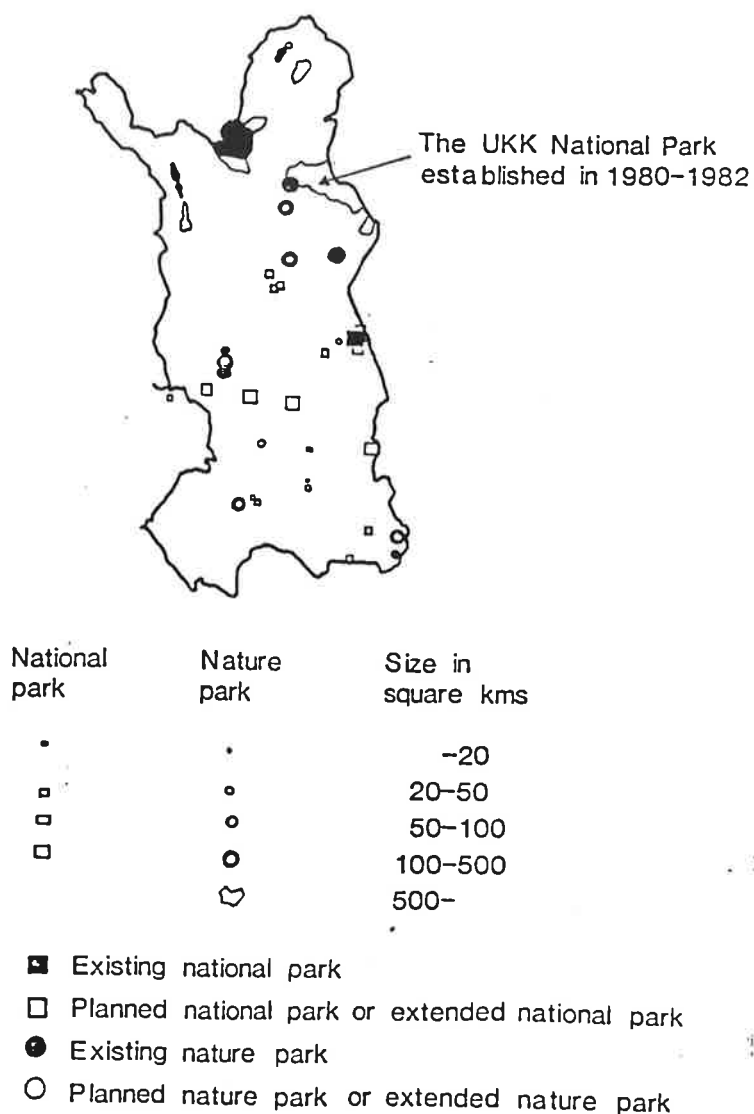 The UKK National Park
established in 1980-1982
National park
Nature park
Size in square kms
-20
20-50
50-100
100-500
500-
Existing national park
Planned national park or extended national park
Existing nature park
Planned nature park or extended nature park